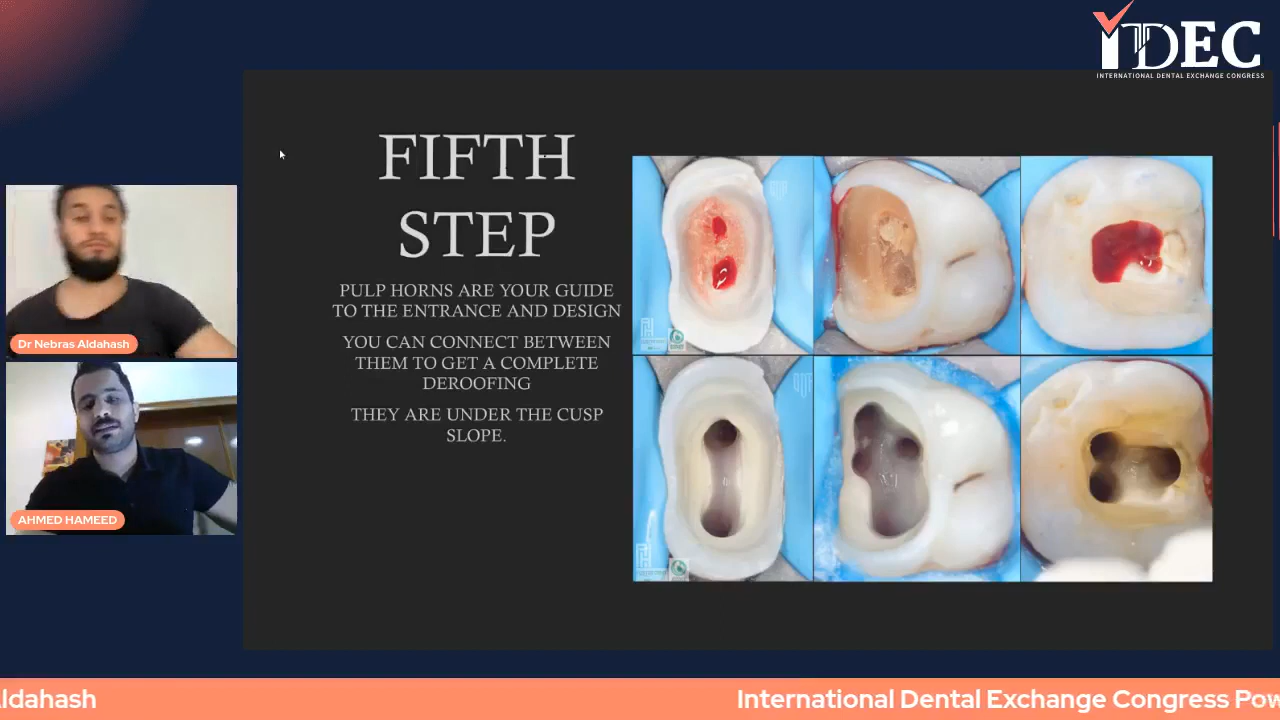 IDEC
INTERNATIONAL DENTAL EXCHANGE CONGRESS
FIFTH
STEP
PULP HORNS ARE YOUR GUIDE
TO THE ENTRANCE AND DESIGN
YOU CAN CONNECT BETWEEN
THEM TO GET A COMPLETE
DEROOFING
THEY ARE UNDER THE CUSP
SLOPE.
Dr Nebras Aldahash
AHMED HAMEED
ldahash
International Dental Exchange Congress Pow